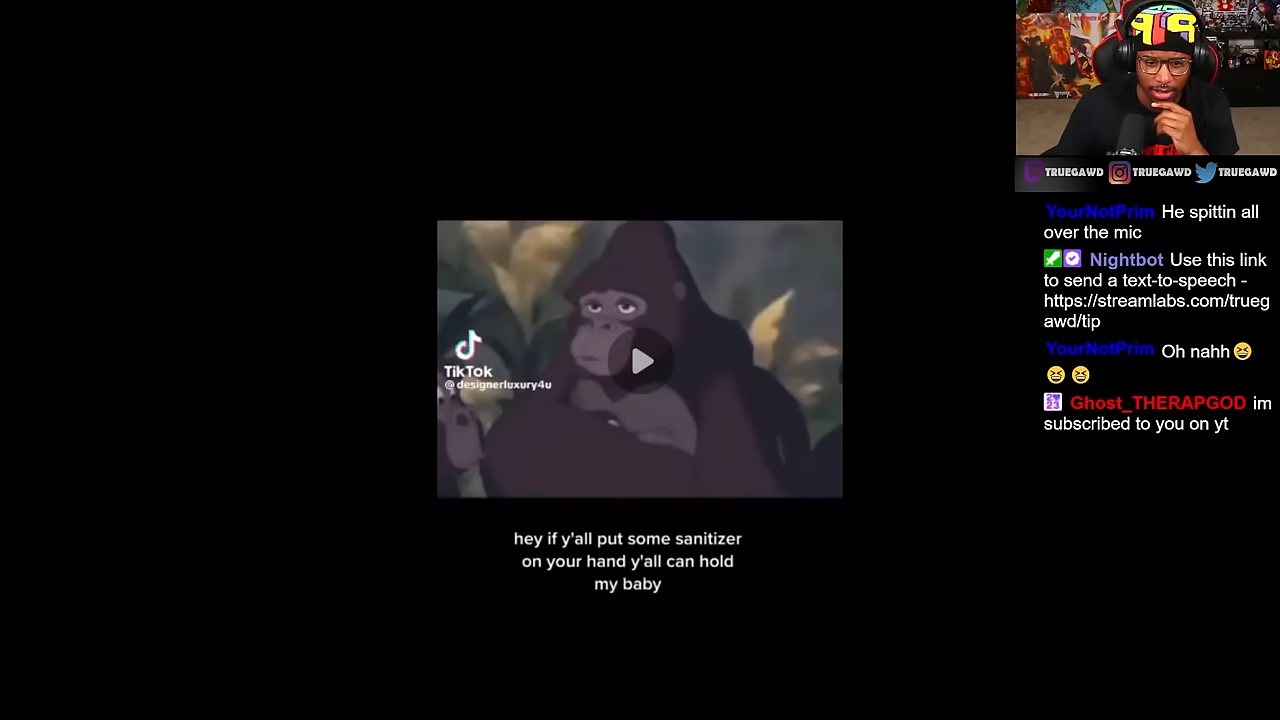 TikTok
@designerluxury4u
hey if y'all put some sanitizer
on your hand y'all can hold
my baby
TRUEGAWD TRUEGAWD TRUEGAWD
YourNotPrim He spittin all
over the mic
Nightbot Use this link
to send a text-to-speech -
https://streamlabs.com/trueg
awd/tip
YourNotPrim Oh nahh😆
😆 😆
Ghost_THERAPGOD im
subscribed to you on yt